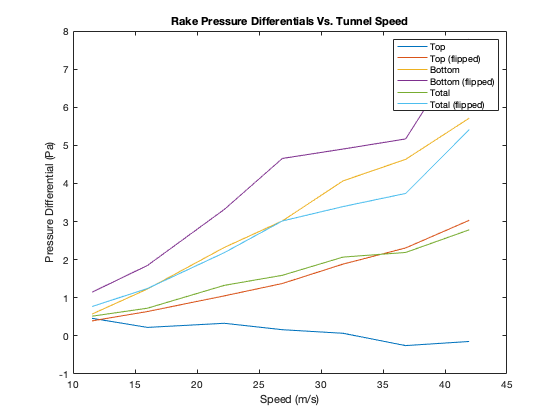 Rake Pressure Differentials Vs. Tunnel Speed
8
7
6
5
4
3
2
1
0
-1
Pressure Differential (Pa)
Top
Top (flipped)
Bottom
Bottom (flipped)
Total
Total (flipped)
10 15 20 25 30 35 40 45
Speed (m/s)